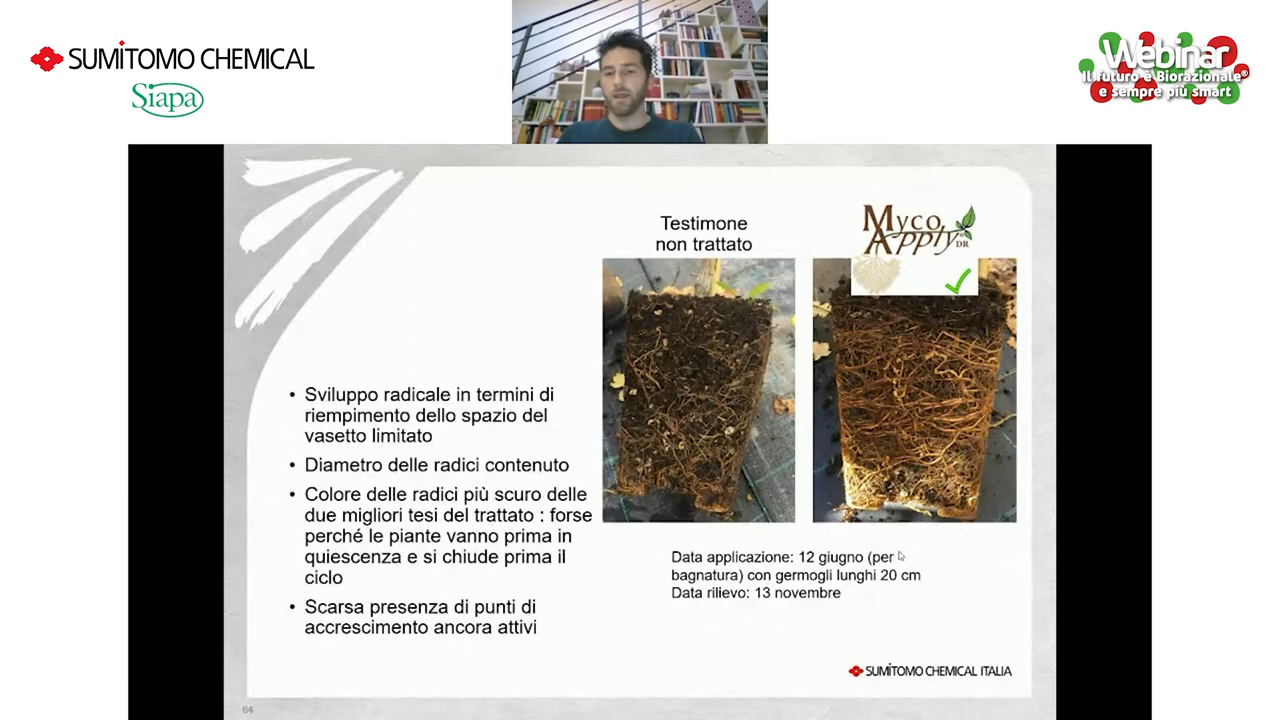 SUMITOMO CHEMICAL
Siapa
Webinar
Il futuro è Biorazionale®
e sempre più smart
Testimone
non trattato
Myco
Apply DR
• Sviluppo radicale in termini di
riempimento dello spazio del
vasetto limitato
• Diametro delle radici contenuto
• Colore delle radici più scuro delle
due migliori tesi del trattato : forse
perché le piante vanno prima in
quiescenza e si chiude prima il
ciclo
• Scarsa presenza di punti di
accrescimento ancora attivi
Data applicazione: 12 giugno (per
bagnatura) con germogli lunghi 20 cm
Data rilievo: 13 novembre
SUMITOMO CHEMICAL ITALIA
64